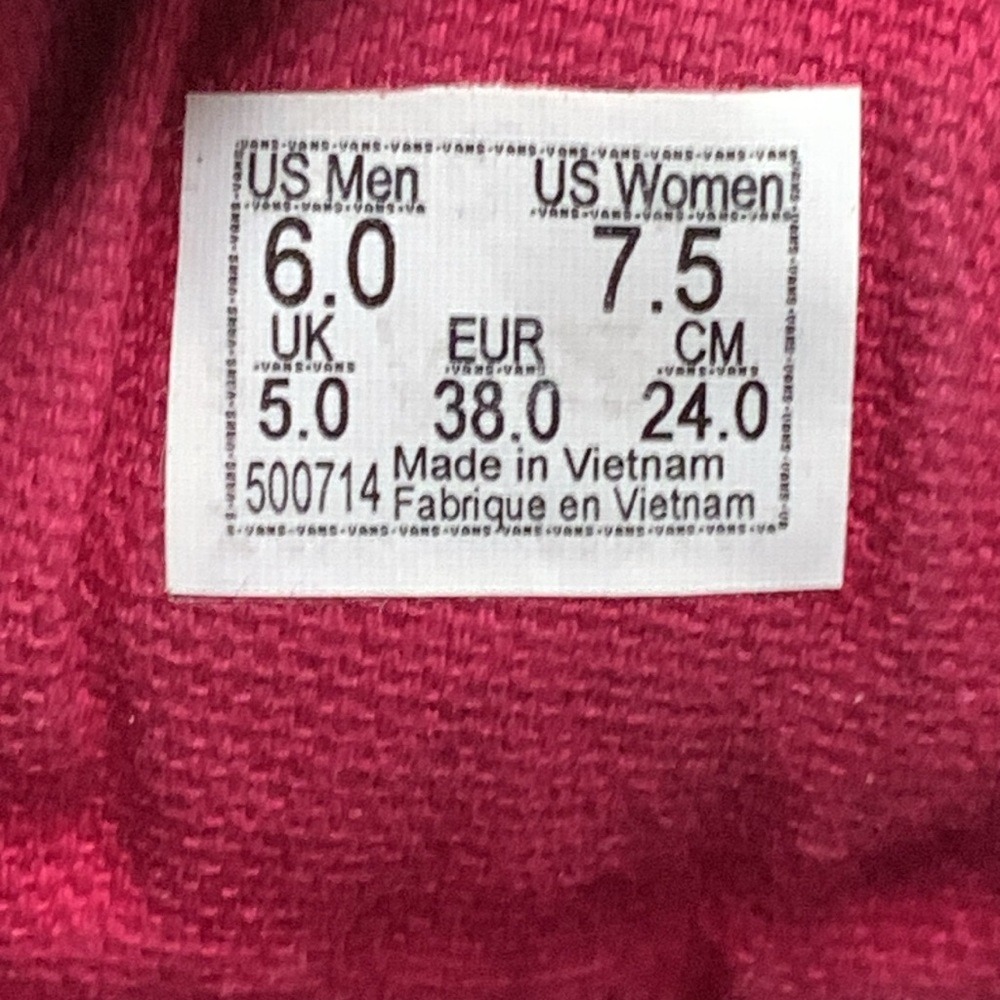 US Men US Women
6.0 7.5
UK EUR CM
5.0 38.0 24.0
500714 Made in Vietnam
Fabrique en Vietnam